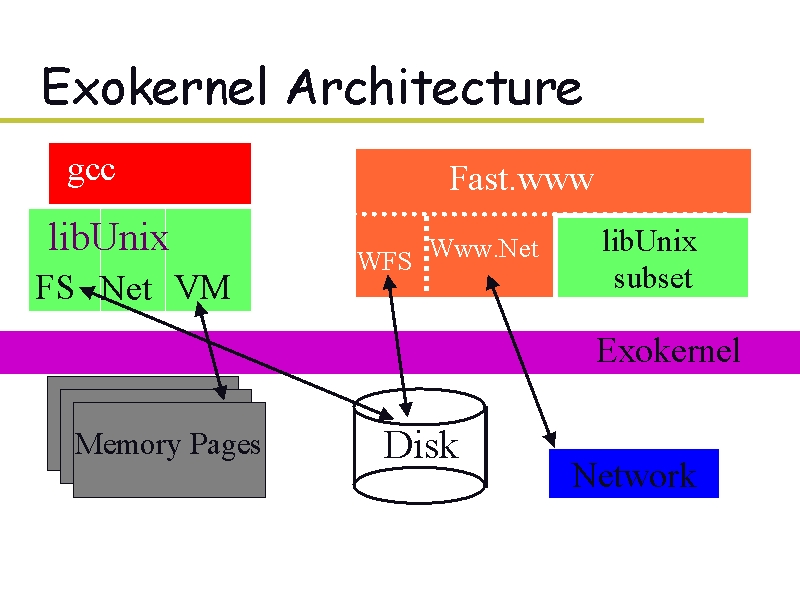 Exokernel Architecture
gcc
Fast.www
libUnix
FS Net VM
WFS
Www.Net
libUnix
subset
Exokernel
Memory Pages
Disk
Network